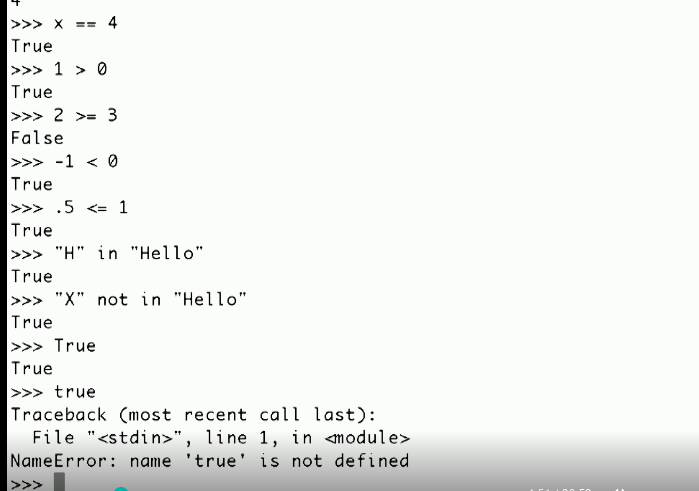 4
>>> x == 4
True
>>> 1 > 0
True
>>> 2 >= 3
False
>>> -1 < 0
True
>>> .5 <= 1
True
>>> "H" in "Hello"
True
>>> "X" not in "Hello"
True
>>> True
True
>>> true
Traceback (most recent call last):
  File "<stdin>", line 1, in <module>
NameError: name 'true' is not defined
>>>